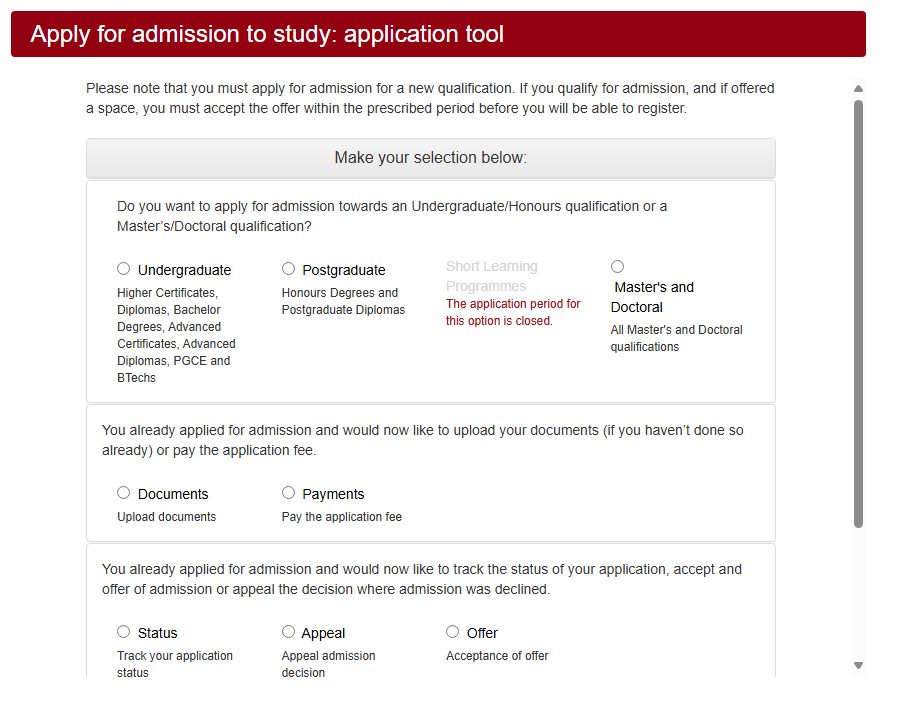 Apply for admission to study: application tool
Please note that you must apply for admission for a new qualification. If you qualify for admission, and if offered
a space, you must accept the offer within the prescribed period before you will be able to register.
Make your selection below:
Do you want to apply for admission towards an Undergraduate/Honours qualification or a
Master's/Doctoral qualification?
Undergraduate
Higher Certificates,
Diplomas, Bachelor
Degrees, Advanced
Certificates, Advanced
Diplomas, PGCE and
BTechs
Postgraduate
Honours Degrees and
Postgraduate Diplomas
Short Learning
Programmes
The application period for
this option is closed.
Master's and
Doctoral
All Master's and Doctoral
qualifications
You already applied for admission and would now like to upload your documents (if you haven't done so
already) or pay the application fee.
Documents
Upload documents
Payments
Pay the application fee
You already applied for admission and would now like to track the status of your application, accept and
offer of admission or appeal the decision where admission was declined.
Status
Track your application
status
Appeal
Appeal admission
decision
Offer
Acceptance of offer